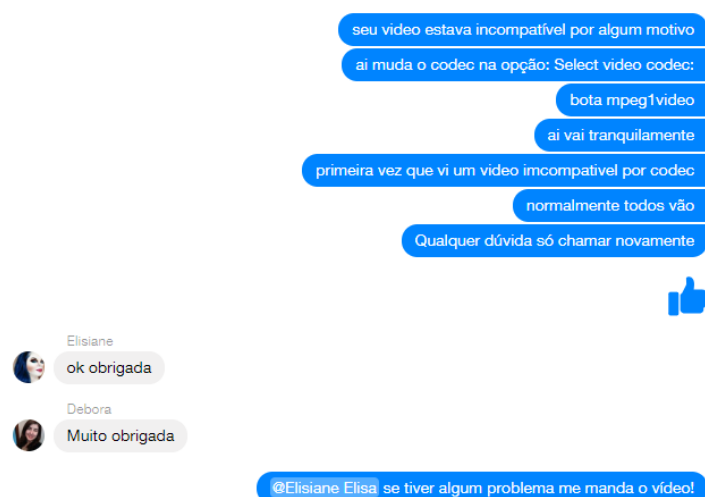 seu video estava incompatível por algum motivo
ai muda o codec na opção: Select video codec:
bota mpeg1video
ai vai tranquilamente
primeira vez que vi um video imcompativel por codec
normalmente todos vão
Qualquer dúvida só chamar novamente
Elisiane
ok obrigada
Debora
Muito obrigada
@Elisiane Elisa se tiver algum problema me manda o vídeo!